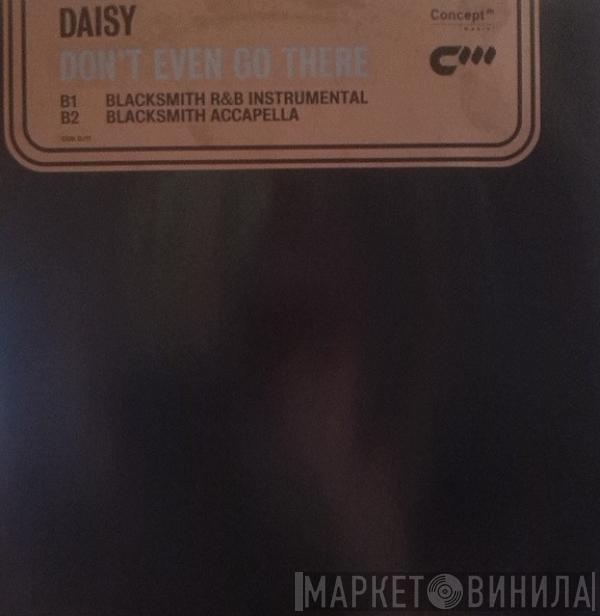 DAISY
Concept m
DON'T EVEN GO THERE
B1 BLACKSMITH R&B INSTRUMENTAL
B2 BLACKSMITH ACCAPELLA
МАРКЕТ ВИНИЛА